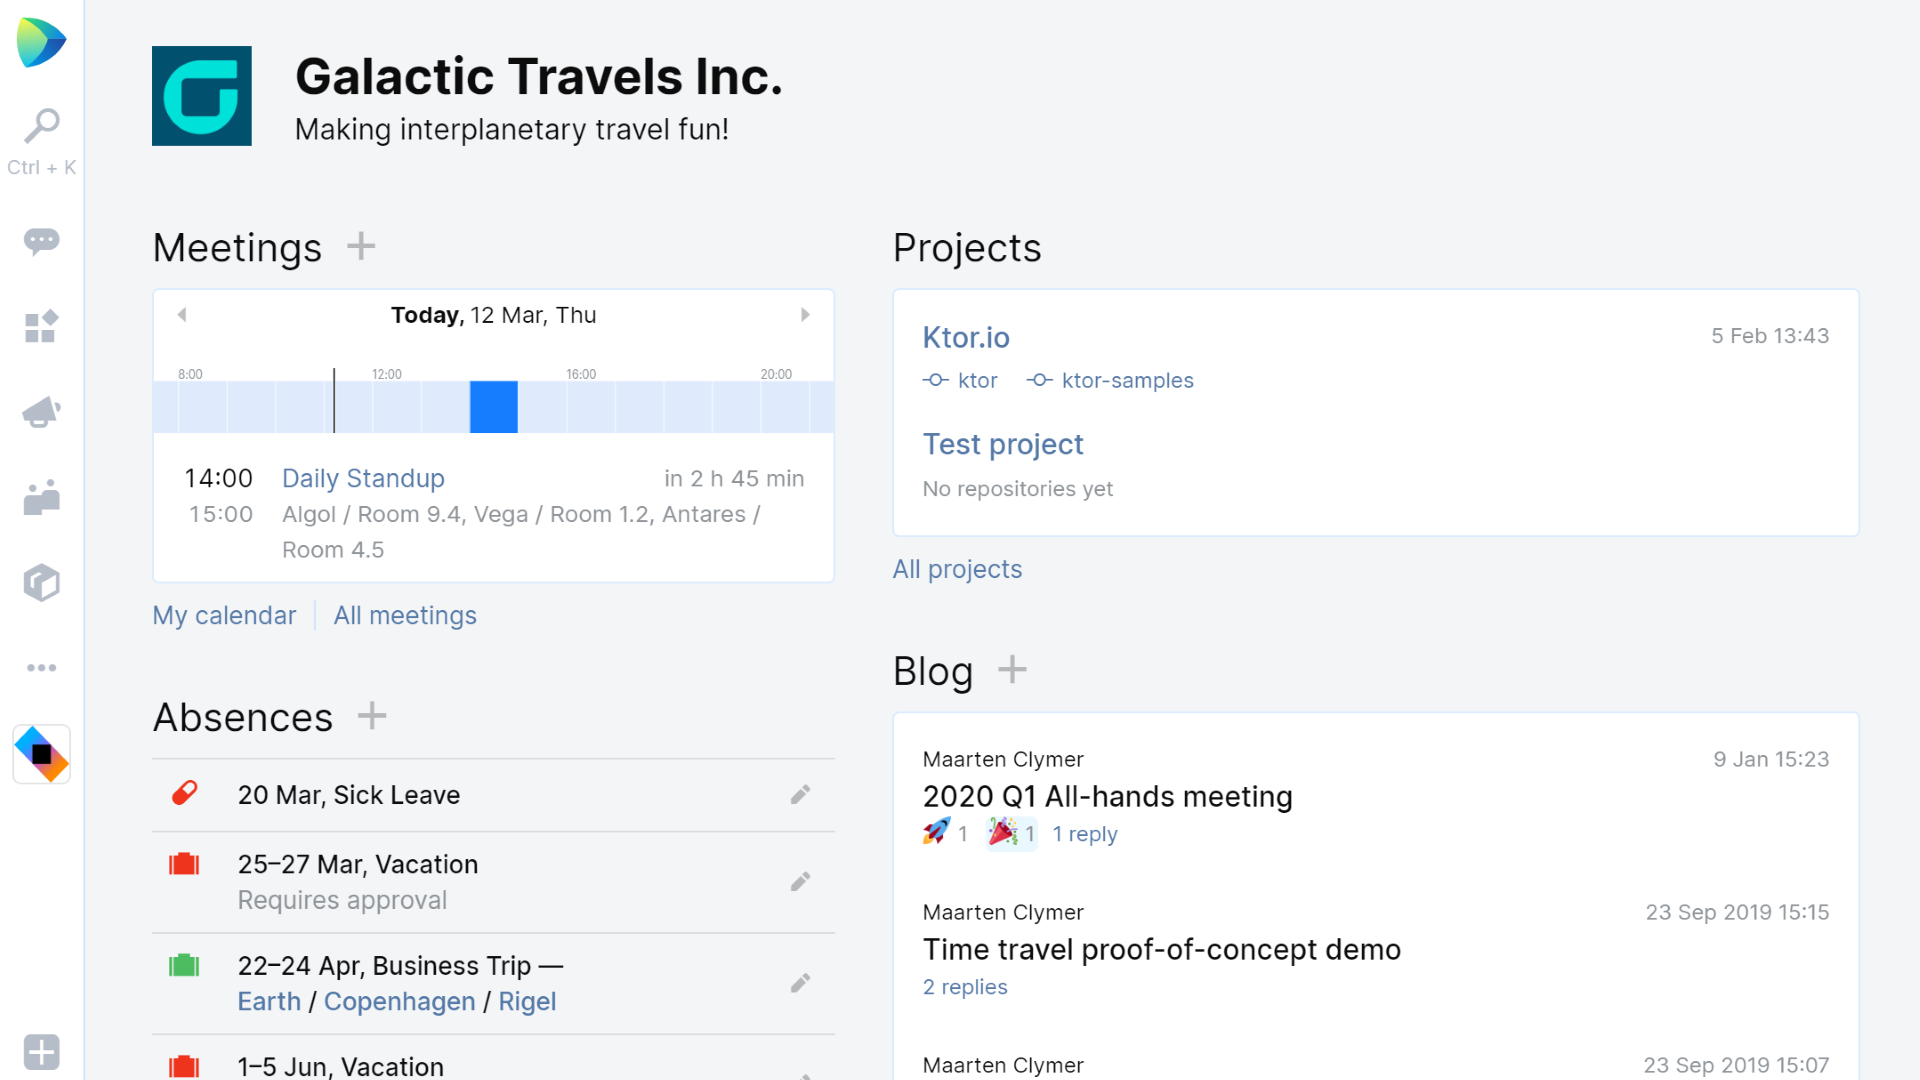 Galactic Travels Inc.
Making interplanetary travel fun!
Ctrl + K
Meetings
Today, 12 Mar, Thu
8:00 12:00 16:00 20:00
14:00 Daily Standup in 2 h 45 min
15:00 Algol / Room 9.4, Vega / Room 1.2, Antares /
Room 4.5
My calendar All meetings
Absences
20 Mar, Sick Leave
25–27 Mar, Vacation
Requires approval
22–24 Apr, Business Trip —
Earth / Copenhagen / Rigel
1–5 Jun, Vacation
Projects
Ktor.io 5 Feb 13:43
ktor ktor-samples
Test project
No repositories yet
All projects
Blog
Maarten Clymer 9 Jan 15:23
2020 Q1 All-hands meeting
1 1 1 reply
Maarten Clymer 23 Sep 2019 15:15
Time travel proof-of-concept demo
2 replies
Maarten Clymer 23 Sep 2019 15:07